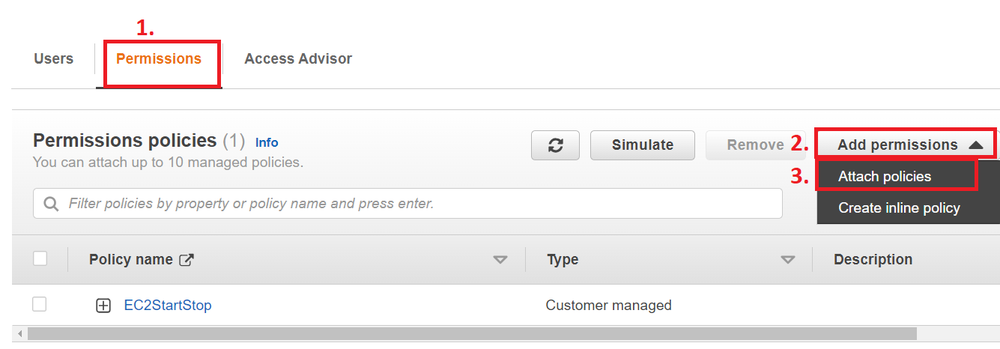 1.
Users Permissions Access Advisor
Permissions policies (1) Info
Simulate Remove 2. Add permissions
You can attach up to 10 managed policies.
3. Attach policies
Filter policies by property or policy name and press enter.
Create inline policy
Policy name Type Description
EC2StartStop Customer managed